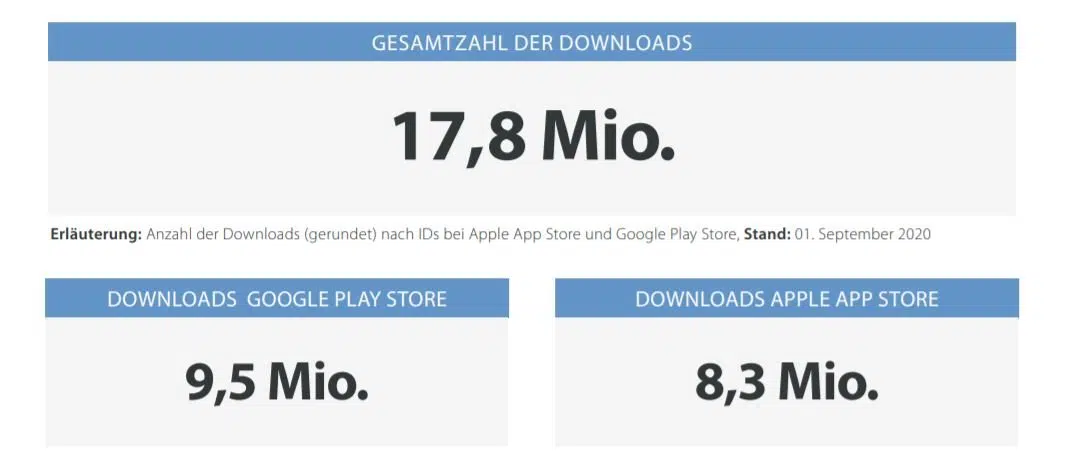 GESAMTZAHL DER DOWNLOADS
17,8 Mio.
Erläuterung: Anzahl der Downloads (gerundet) nach IDs bei Apple App Store und Google Play Store, Stand: 01. September 2020
DOWNLOADS GOOGLE PLAY STORE
9,5 Mio.
DOWNLOADS APPLE APP STORE
8,3 Mio.